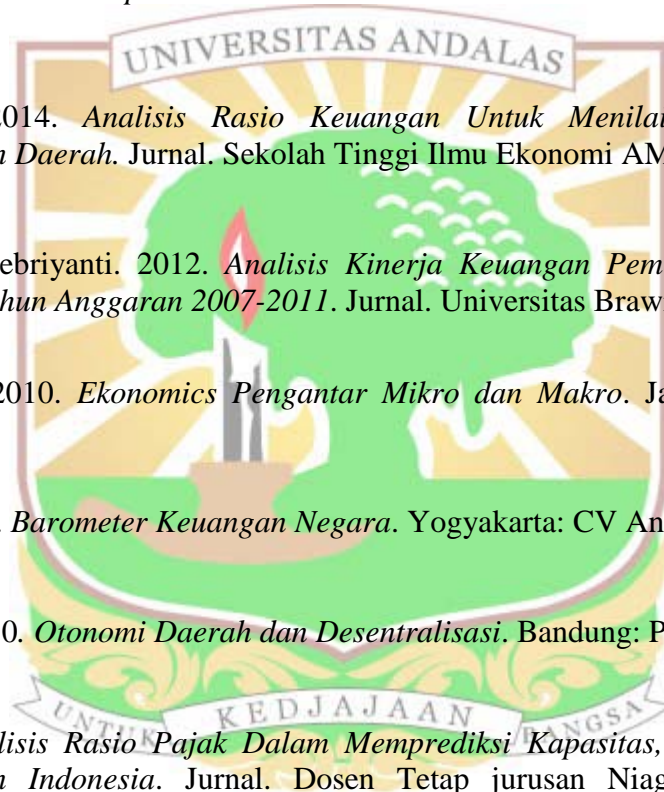 UNIVERSITAS ANDALAS
2014. Analisis Rasio Keuangan Untuk Menilai
Daerah. Jurnal. Sekolah Tinggi Ilmu Ekonomi AM
ebriyanti. 2012. Analisis Kinerja Keuangan Pem
hun Anggaran 2007-2011. Jurnal. Universitas Braw
2010. Ekonomics Pengantar Mikro dan Makro. Ja
. Barometer Keuangan Negara. Yogyakarta: CV An
0. Otonomi Daerah dan Desentralisasi. Bandung: P
UNTUK KEDJAJAAN BANGSA
lisis Rasio Pajak Dalam Memprediksi Kapasitas,
n Indonesia. Jurnal. Dosen Tetap jurusan Niag